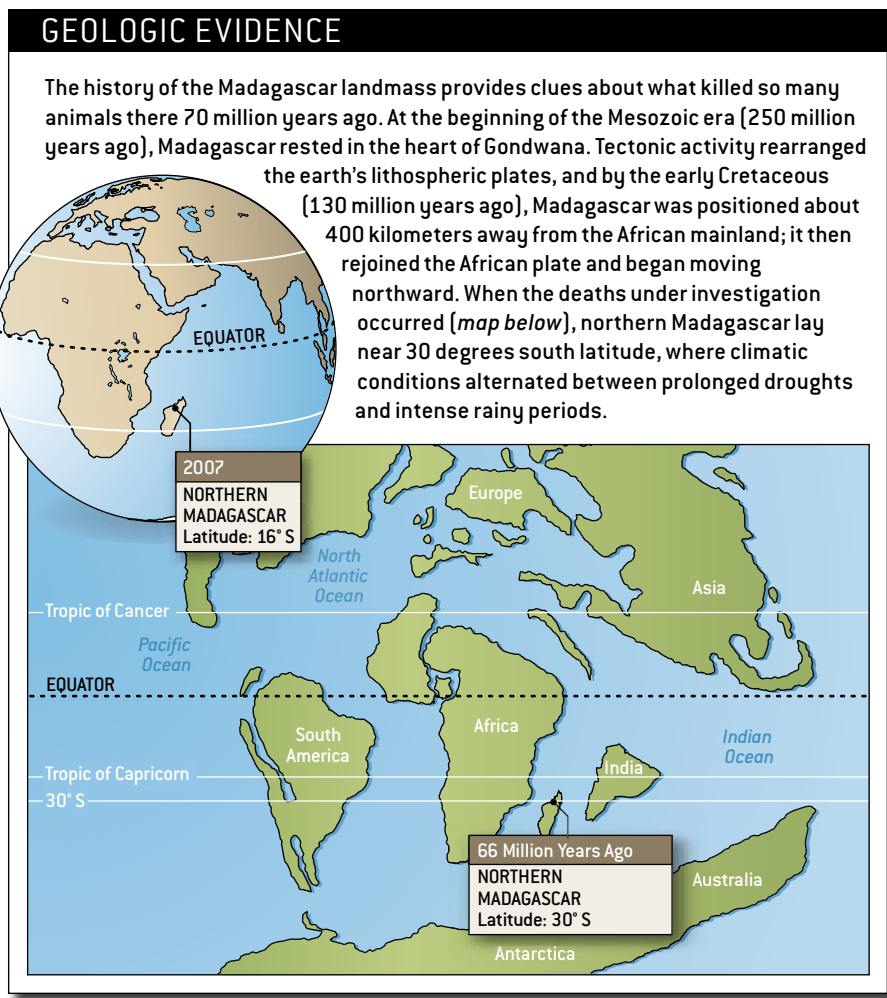 GEOLOGIC EVIDENCE
The history of the Madagascar landmass provides clues about what killed so many
animals there 70 million years ago. At the beginning of the Mesozoic era (250 million
years ago), Madagascar rested in the heart of Gondwana. Tectonic activity rearranged
the earth's lithospheric plates, and by the early Cretaceous
(130 million years ago), Madagascar was positioned about
400 kilometers away from the African mainland; it then
rejoined the African plate and began moving
northward. When the deaths under investigation
occurred (map below), northern Madagascar lay
near 30 degrees south latitude, where climatic
conditions alternated between prolonged droughts
and intense rainy periods.
EQUATOR
2007
NORTHERN
MADAGASCAR
Latitude: 16° S
Europe
North
Atlantic
Ocean
Asia
Tropic of Cancer
Pacific
Ocean
EQUATOR
South
America
Africa
Indian
Ocean
India
Tropic of Capricorn
30° S
66 Million Years Ago
NORTHERN
MADAGASCAR
Latitude: 30° S
Australia
Antarctica